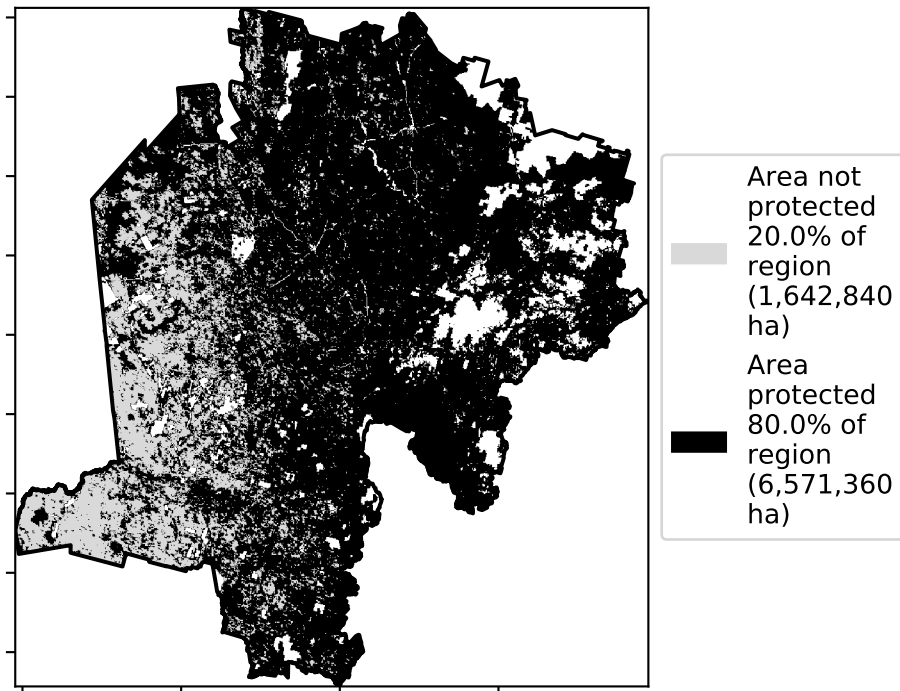 Area not
protected
20.0% of
region
(1,642,840
ha)
Area
protected
80.0% of
region
(6,571,360
ha)